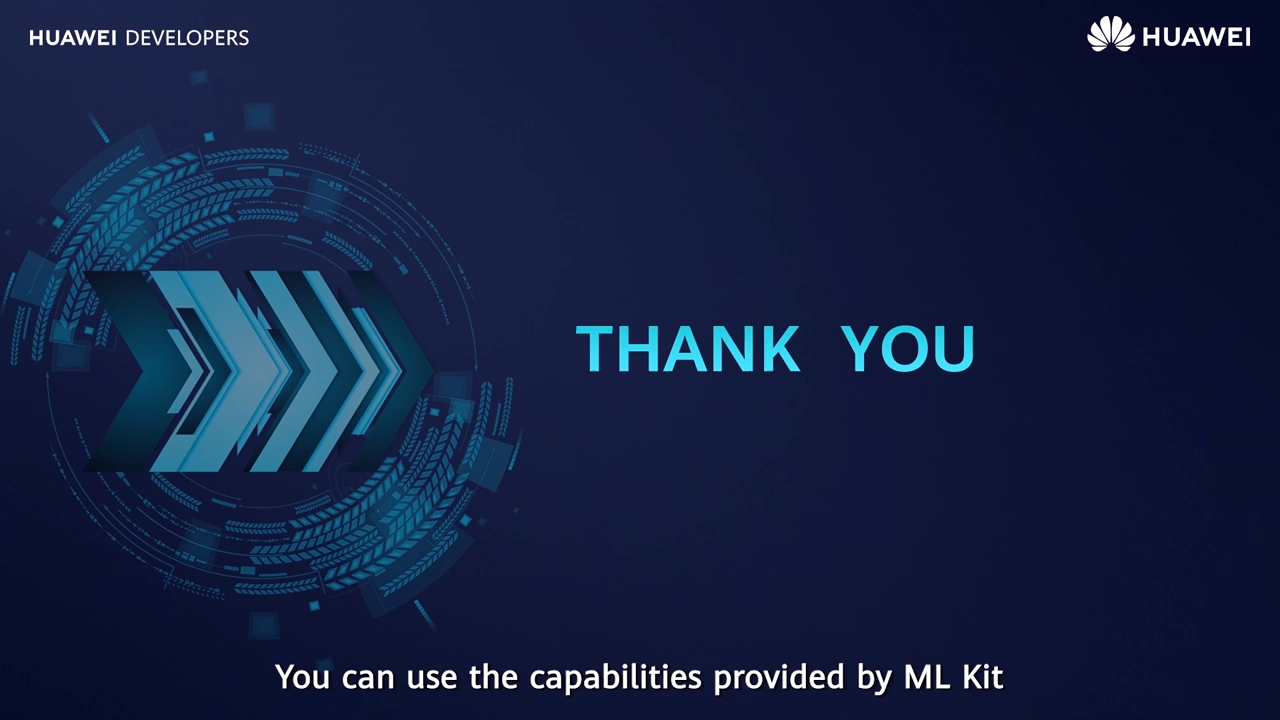 HUAWEI DEVELOPERS
HUAWEI
THANK YOU
You can use the capabilities provided by ML Kit